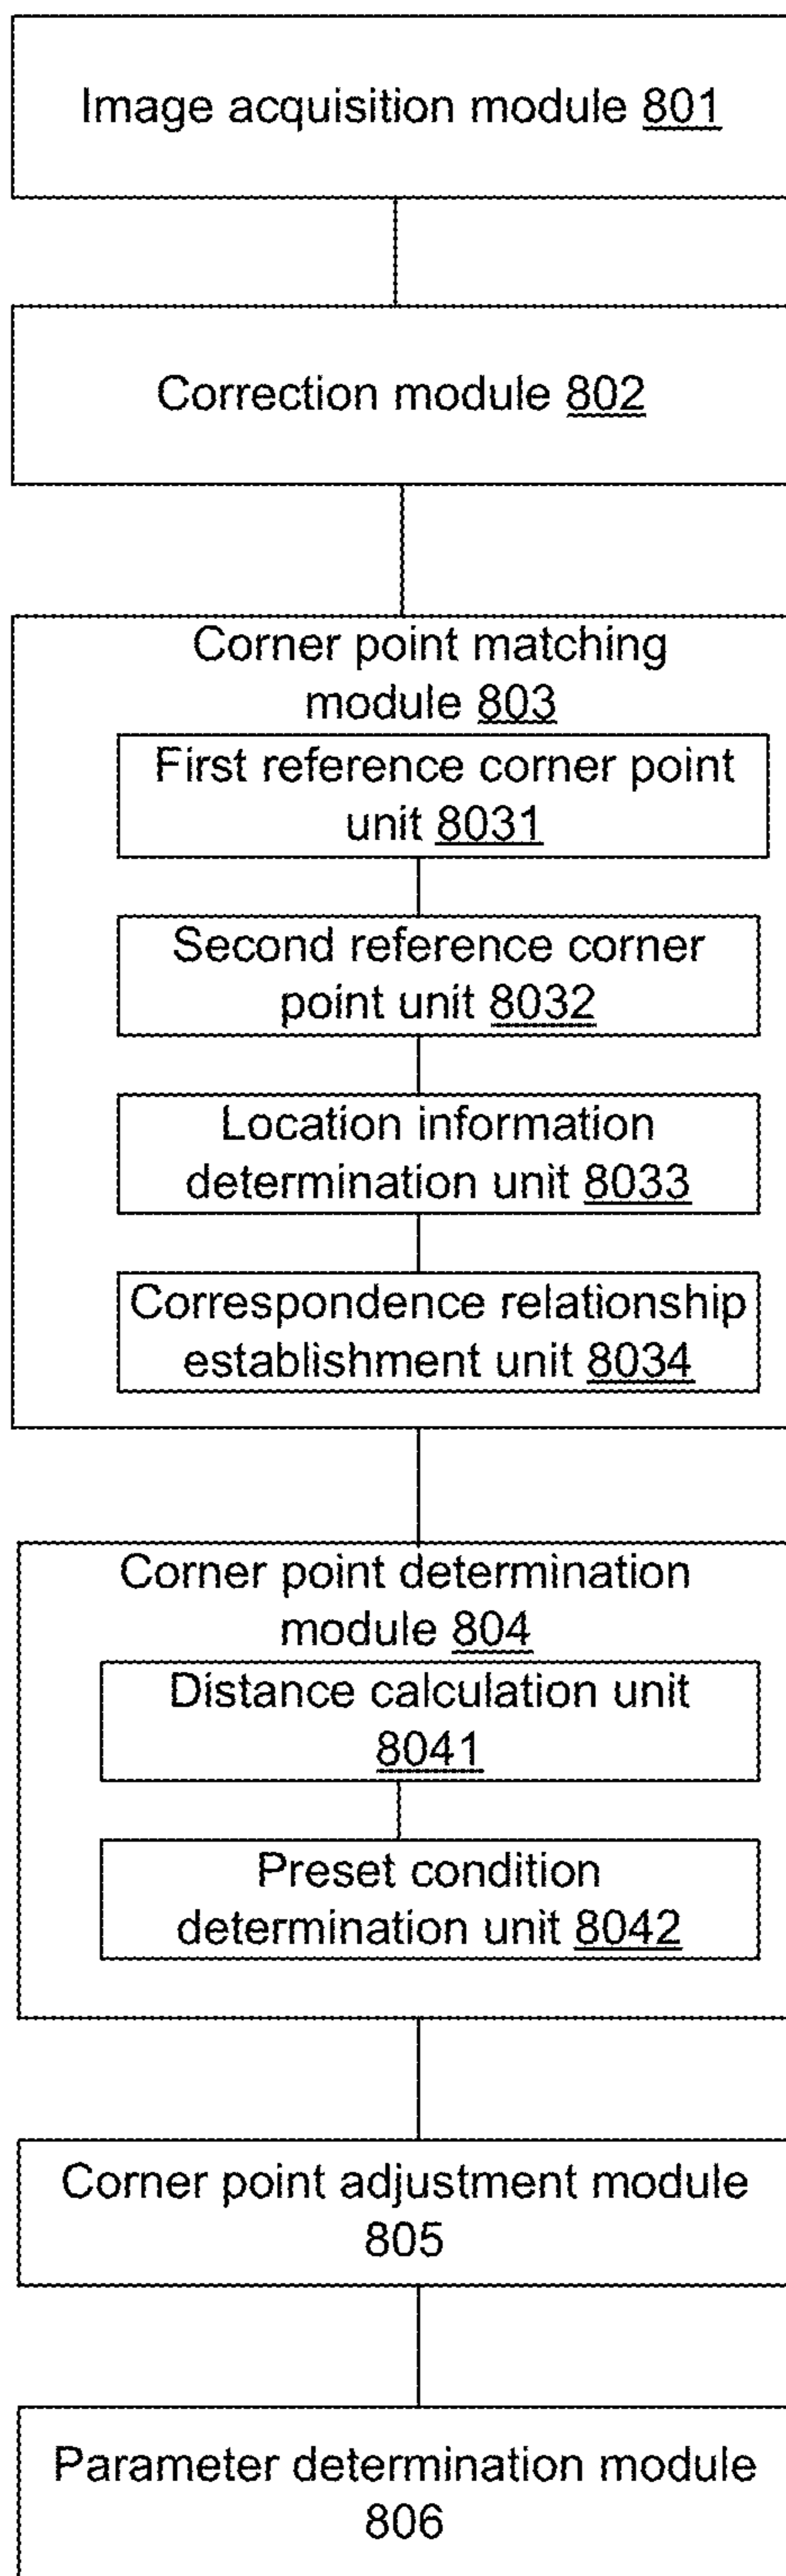 Image acquisition module 801
Correction module 802
Corner point matching
module 803
First reference corner point
unit 8031
Second reference corner
point unit 8032
Location information
determination unit 8033
Correspondence relationship
establishment unit 8034
Corner point determination
module 804
Distance calculation unit
8041
Preset condition
determination unit 8042
Corner point adjustment module
805
Parameter determination module
806